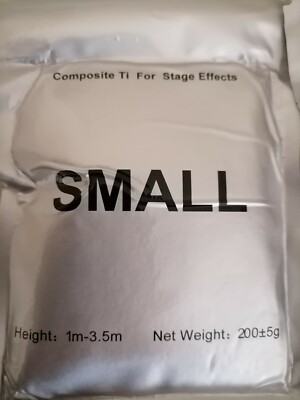 Composite Ti For Stage Effects
SMALL
Height: 1m-3.5m Net Weight: 200±5g